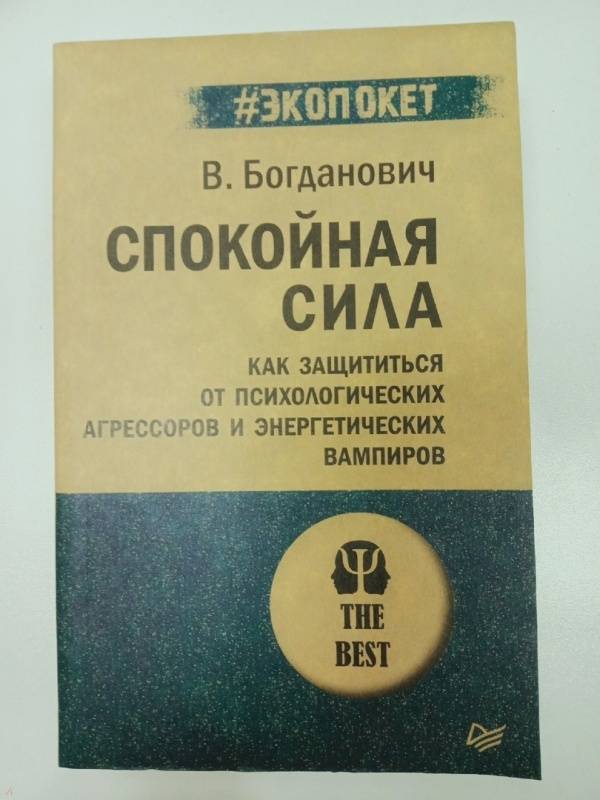 #ЭКОПОКЕТ
В. Богданович
СПОКОЙНАЯ
СИЛА
КАК ЗАЩИТИТЬСЯ
ОТ ПСИХОЛОГИЧЕСКИХ
АГРЕССОРОВ И ЭНЕРГЕТИЧЕСКИХ
ВАМПИРОВ
Ψ
THE
BEST